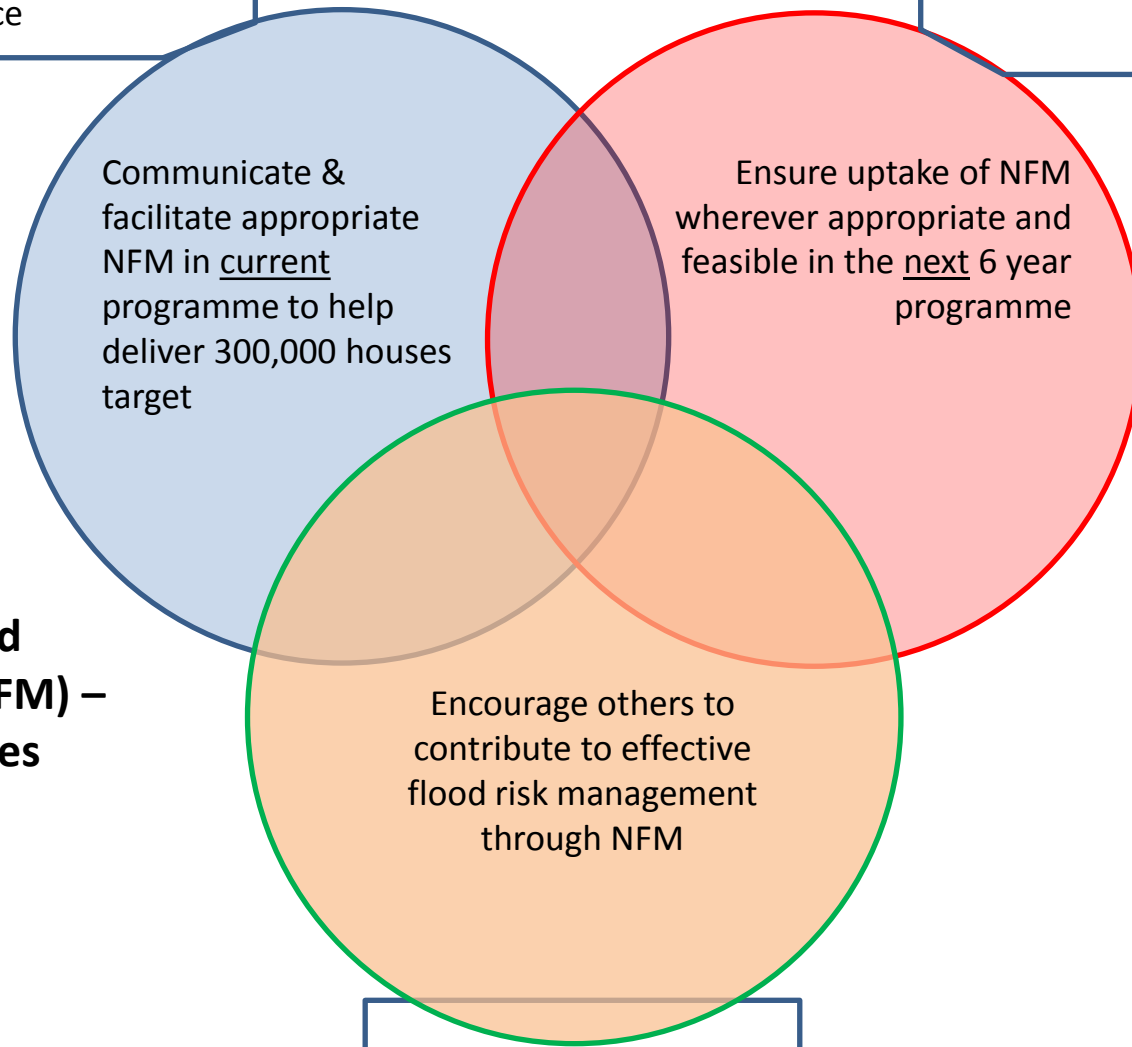 ce
Communicate &
facilitate appropriate
NFM in current
programme to help
deliver 300,000 houses
target
Ensure uptake of NFM
wherever appropriate and
feasible in the next 6 year
programme
d
FM) –
es
Encourage others to
contribute to effective
flood risk management
through NFM